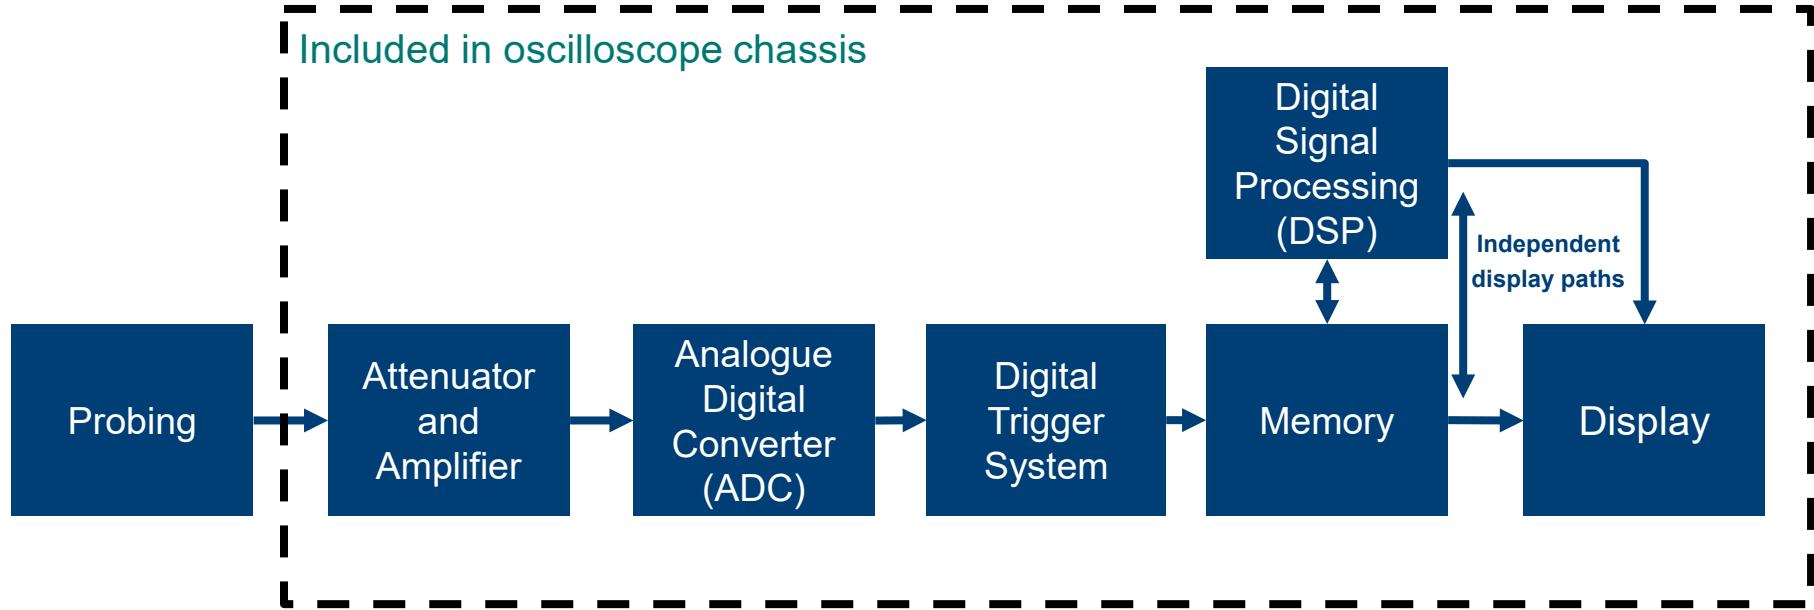 Included in oscilloscope chassis
Digital
Signal
Processing
(DSP)
Independent
display paths
Probing
Attenuator
and
Amplifier
Analogue
Digital
Converter
(ADC)
Digital
Trigger
System
Memory
Display